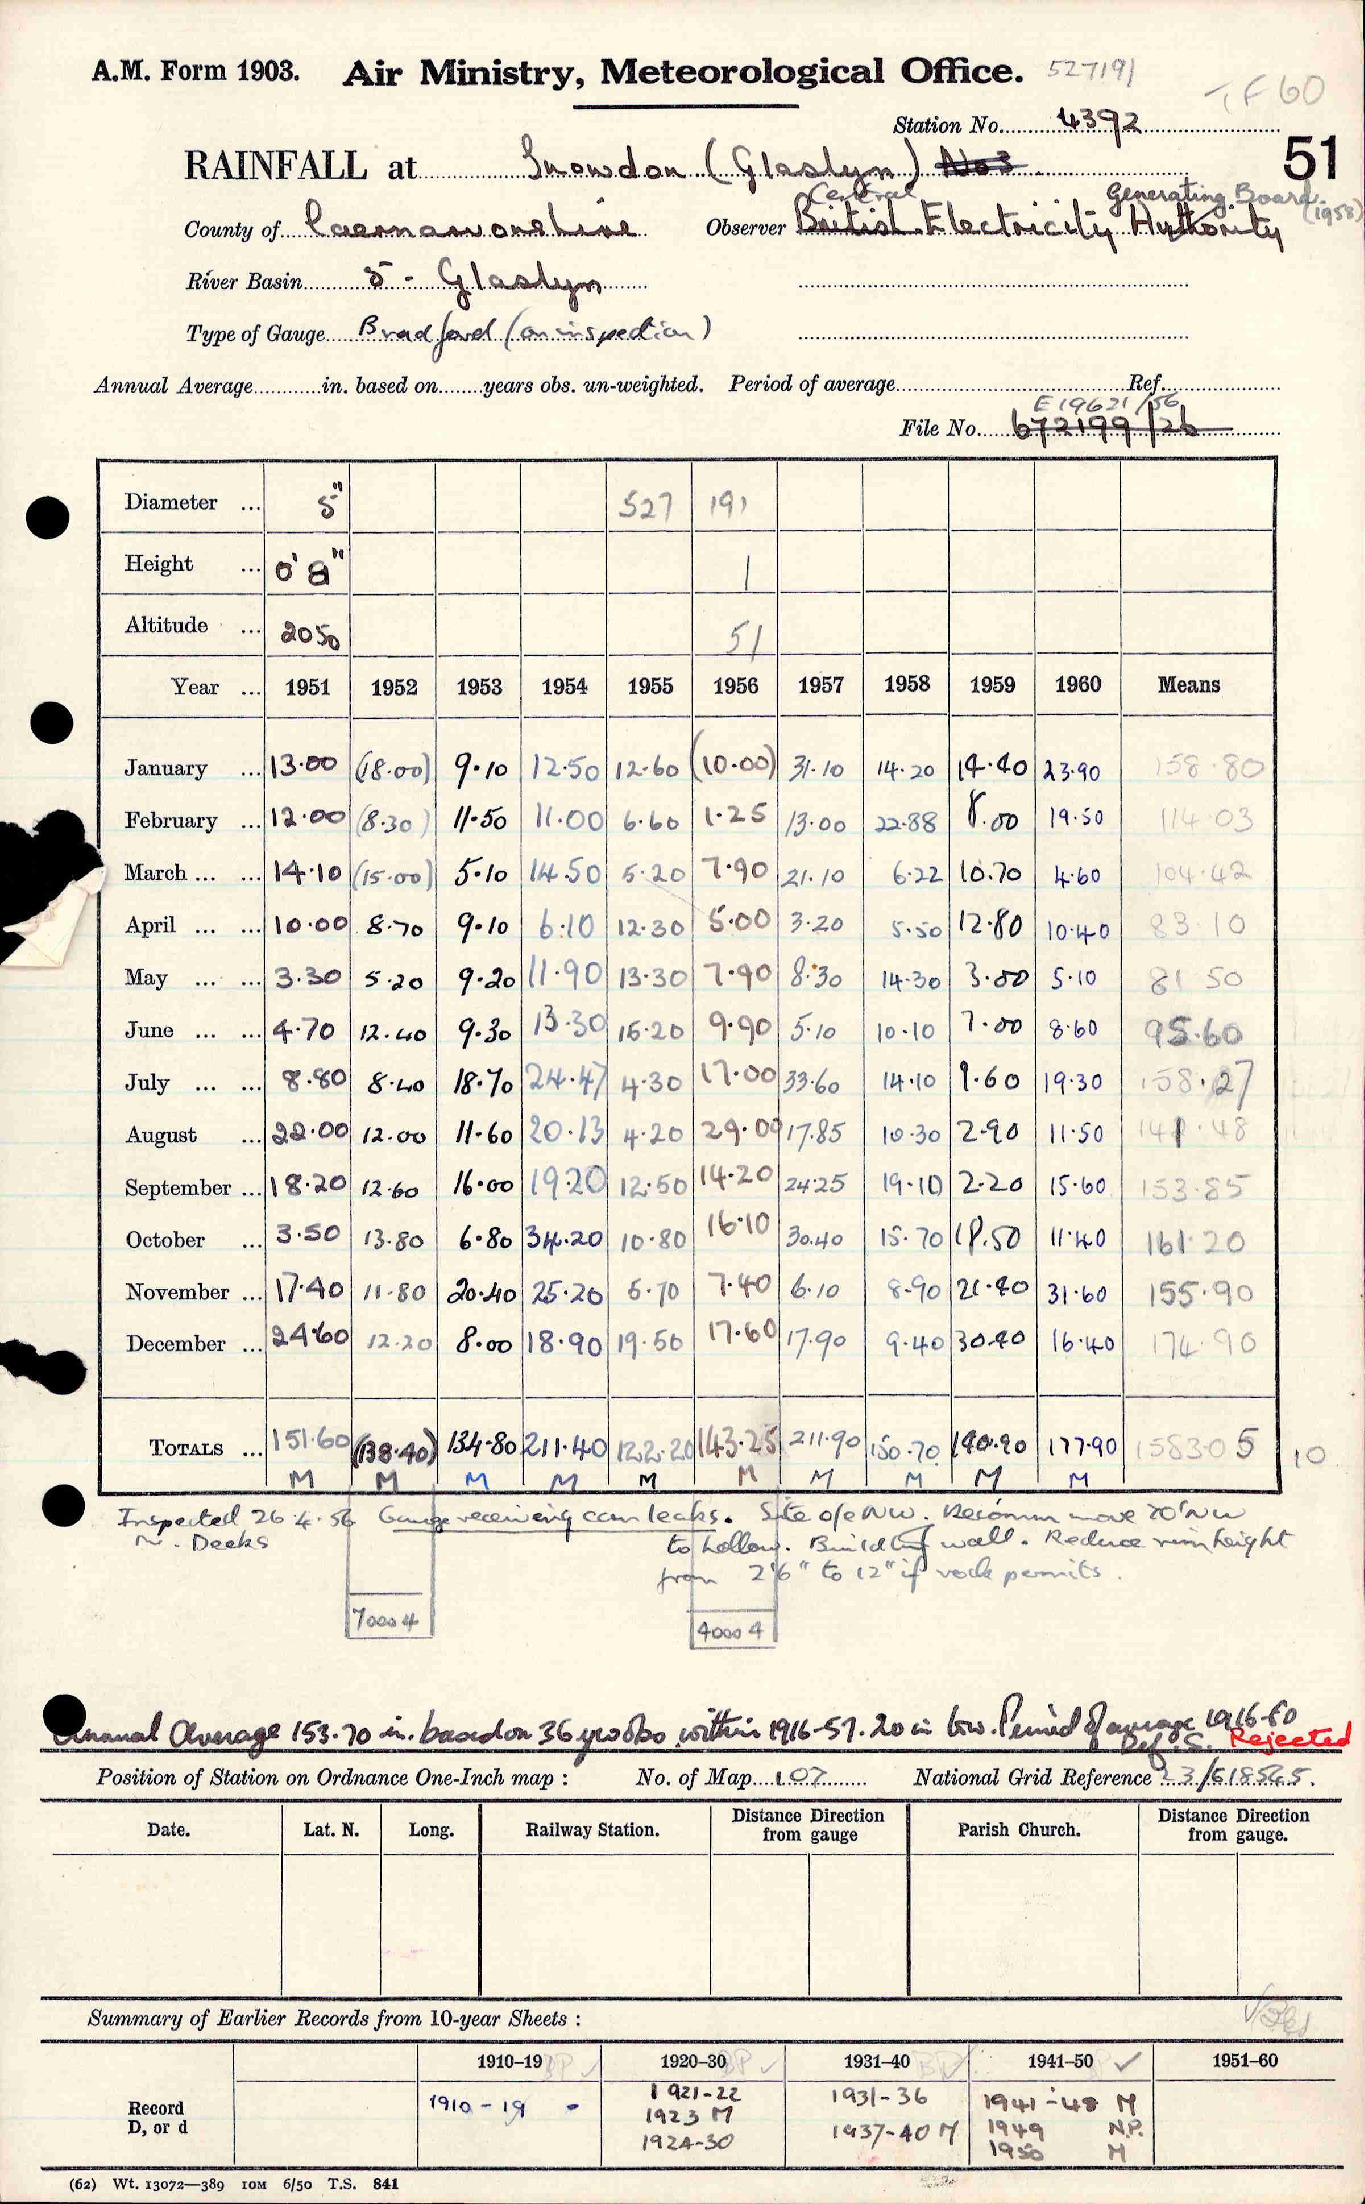 A.M. Form 1903. Air Ministry, Meteorological Office. 527191
TF 60
Station No. 4392
51
RAINFALL at Snowdon (Glaslyn) No3
Central Generating Board (1958)
County of Caernarvonshire Observer British Electricity Authority
River Basin 5 - Glaslyn
Type of Gauge Bradford (on inspection)
Annual Average in. based on years obs. un-weighted. Period of average Ref.
E19621/56
File No. 672199/26
Diameter ... 5" 527 191
Height ... 0' 8" 1
Altitude ... 2050 51
Year ... 1951 1952 1953 1954 1955 1956 1957 1958 1959 1960 Means
January ... 13.00 (18.00) 9.10 12.50 12.60 (10.00) 31.10 14.20 14.40 23.90 158.80
February ... 12.00 (8.30) 11.50 11.00 6.60 1.25 13.00 22.88 8.00 19.50 114.03
March ... ... 14.10 (15.00) 5.10 14.50 5.20 7.90 21.10 6.22 10.70 4.60 104.42
April ... ... 10.00 8.70 9.10 6.10 12.30 5.00 3.20 5.50 12.80 10.40 83.10
May ... ... 3.30 5.20 9.20 11.90 13.30 7.90 8.30 14.30 3.00 5.10 81.50
June ... ... 4.70 12.40 9.30 13.30 15.20 9.90 5.10 10.10 7.00 8.60 95.60
July ... ... 8.80 8.40 18.70 24.47 4.30 17.00 33.60 14.10 9.60 19.30 158.27
August ... 22.00 12.00 11.60 20.13 4.20 29.00 17.85 10.30 2.90 11.50 141.48
September ... 18.20 12.60 16.00 19.20 12.50 14.20 24.25 19.10 2.20 15.60 153.85
October ... 3.50 13.80 6.80 34.20 10.80 16.10 30.40 15.70 18.50 11.40 161.20
November ... 17.40 11.80 20.40 25.20 5.70 7.40 6.10 8.90 21.40 31.60 155.90
December ... 24.60 12.20 8.00 18.90 19.50 17.60 17.90 9.40 30.40 16.40 174.90
TOTALS ... 151.60 (138.40) 134.80 211.40 122.20 143.25 211.90 150.70 140.90 177.90 1583.05 10
M M M M M M M M M M
Inspected 26.4.56 Gauge receiving can leaks. Site o/e NW. Recomm move 70' NW
Mr. Deeks to hollow. Build wall. Reduce rim height
from 2'6" to 12" if rock permits.
7000 4 4000 4
Annual Average 153.70 in. based on 36 yrs obs within 1916-57. 20 in low. Period of average 1916-60
Ref. S. Rejected
Position of Station on Ordnance One-Inch map : No. of Map 107 National Grid Reference 23/618545.
Date. Lat. N. Long. Railway Station. Distance Direction from gauge Parish Church. Distance Direction from gauge.
Summary of Earlier Records from 10-year Sheets :
1910–19 1920–30 1931–40 1941–50 1951–60
Record D, or d
1910-19 - 1921-22 1931-36 1941-48 M
1923 M 1937-40 M 1949 N.P.
1924-30 1950 M
(62) Wt. 13072—389 10M 6/50 T.S. 841